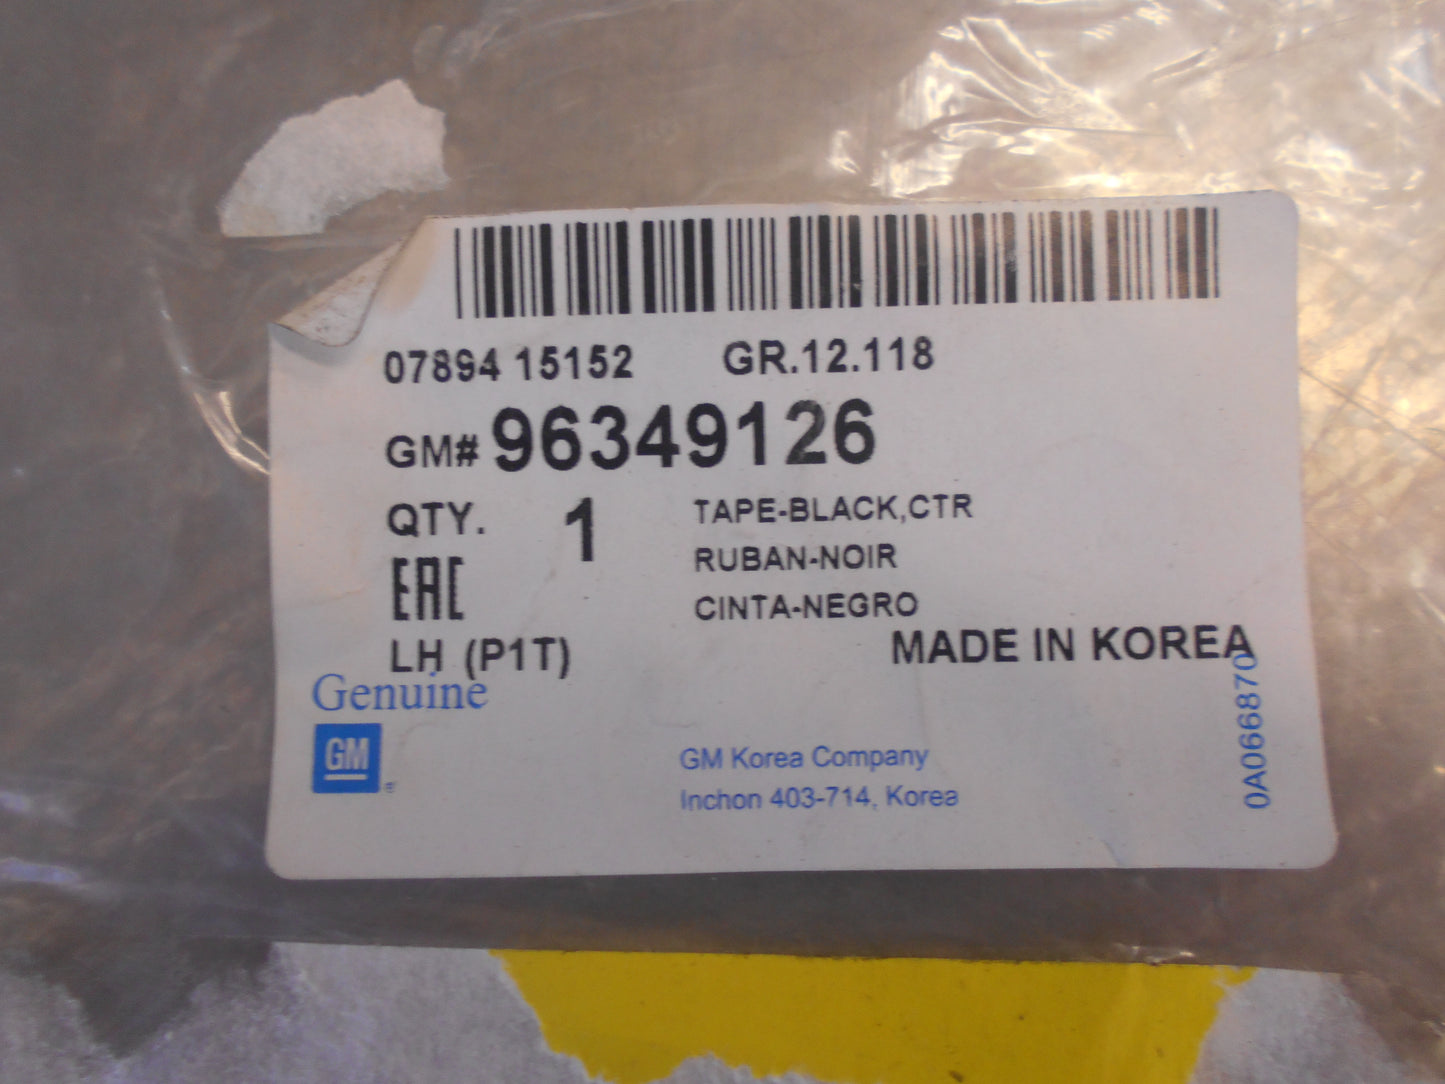 07894 15152 GR.12.118
GM# 96349126
QTY. 1 TAPE-BLACK,CTR
RUBAN-NOIR
EAC
CINTA-NEGRO
LH (P1T) MADE IN KOREA
Genuine
GM ®
GM Korea Company
Inchon 403-714, Korea
0A066870